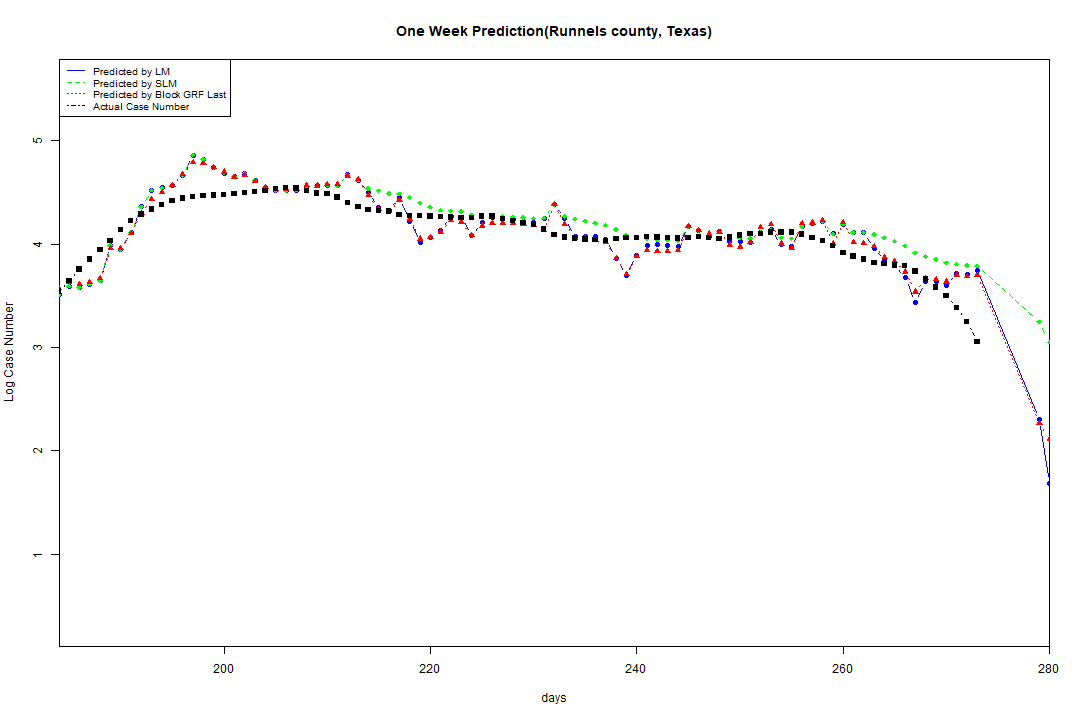 One Week Prediction(Runnels county, Texas)
Predicted by LM
Predicted by SLM
Predicted by Block GRF Last
Actual Case Number
5
4
3
2
1
Log Case Number
200 220 240 260 280
days